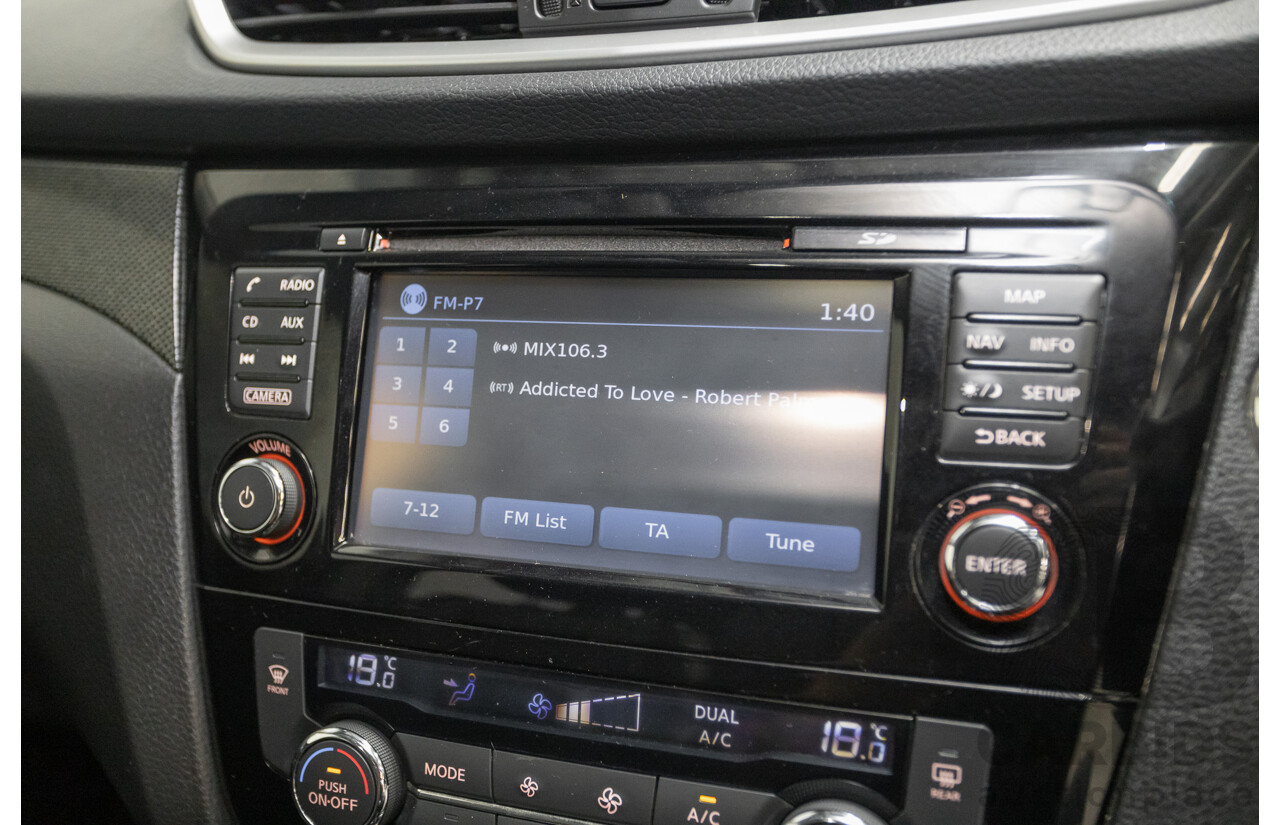 SD
RADIO
CD AUX
CAMERA
VOLUME
FM-P7 1:40
1 2 MIX106.3
3 4 (RT) Addicted To Love - Robert
5 6
7-12 FM List TA Tune
MAP
NAV INFO
SETUP
BACK
ENTER
FRONT
18.0 °C
DUAL
A/C
18.0 °C
PUSH
ON·OFF
MODE
A/C
REAR